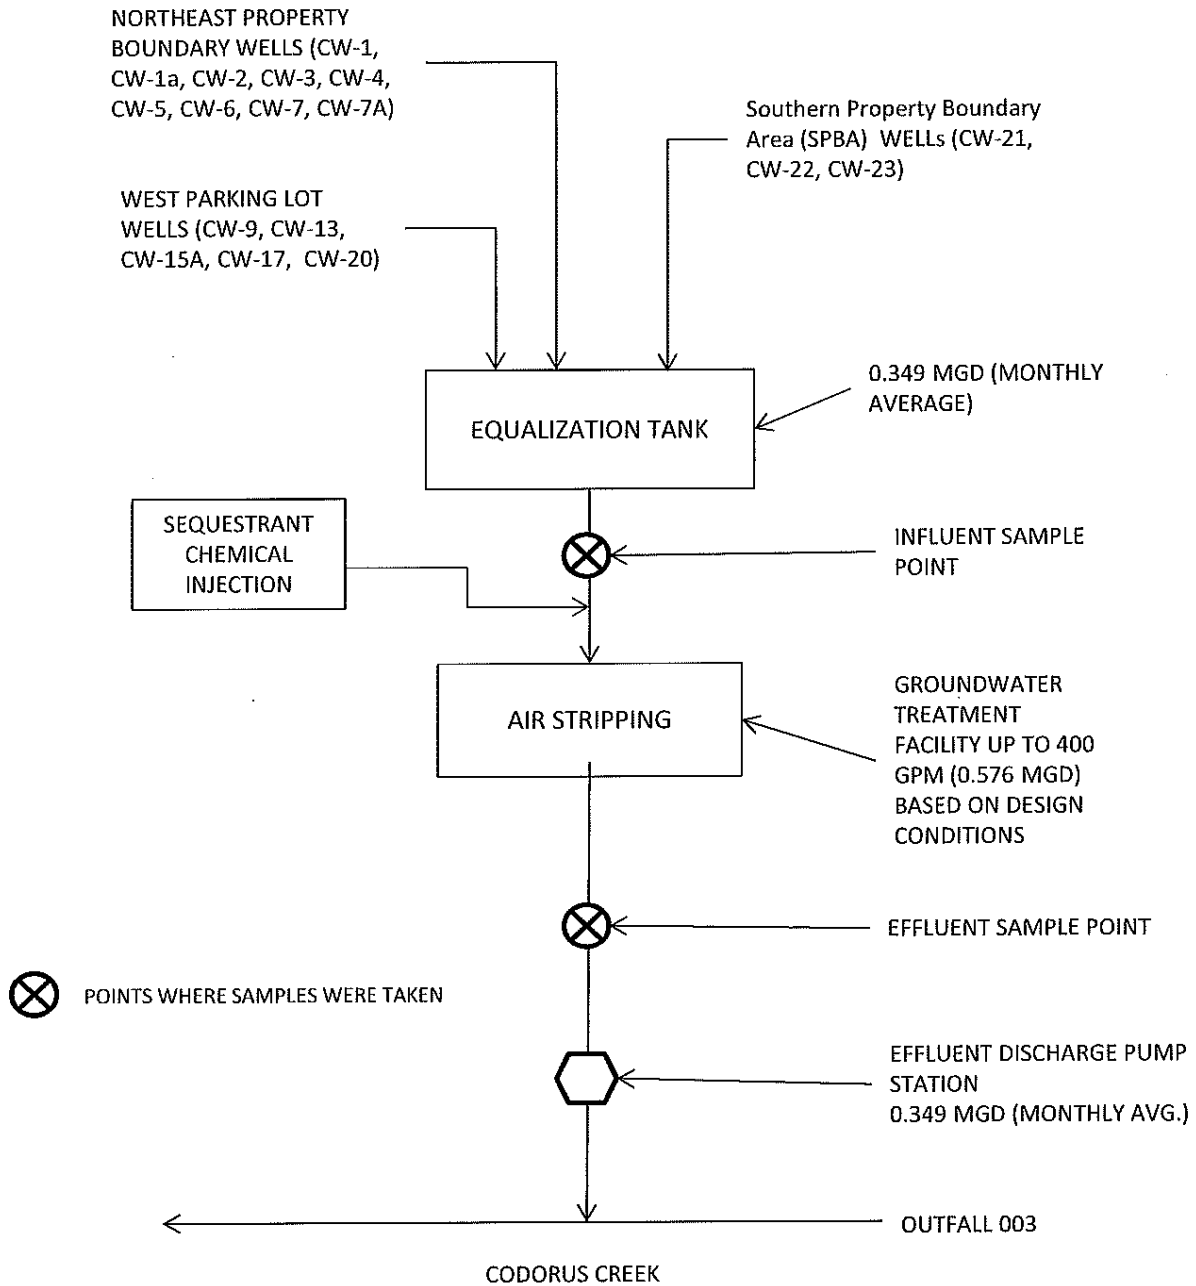 NORTHEAST PROPERTY
BOUNDARY WELLS (CW-1,
CW-1a, CW-2, CW-3, CW-4,
CW-5, CW-6, CW-7, CW-7A)
Southern Property Boundary
Area (SPBA) WELLs (CW-21,
CW-22, CW-23)
WEST PARKING LOT
WELLS (CW-9, CW-13,
CW-15A, CW-17, CW-20)
0.349 MGD (MONTHLY
AVERAGE)
EQUALIZATION TANK
SEQUESTRANT
CHEMICAL
INJECTION
INFLUENT SAMPLE
POINT
AIR STRIPPING
GROUNDWATER
TREATMENT
FACILITY UP TO 400
GPM (0.576 MGD)
BASED ON DESIGN
CONDITIONS
EFFLUENT SAMPLE POINT
POINTS WHERE SAMPLES WERE TAKEN
EFFLUENT DISCHARGE PUMP
STATION
0.349 MGD (MONTHLY AVG.)
OUTFALL 003
CODORUS CREEK